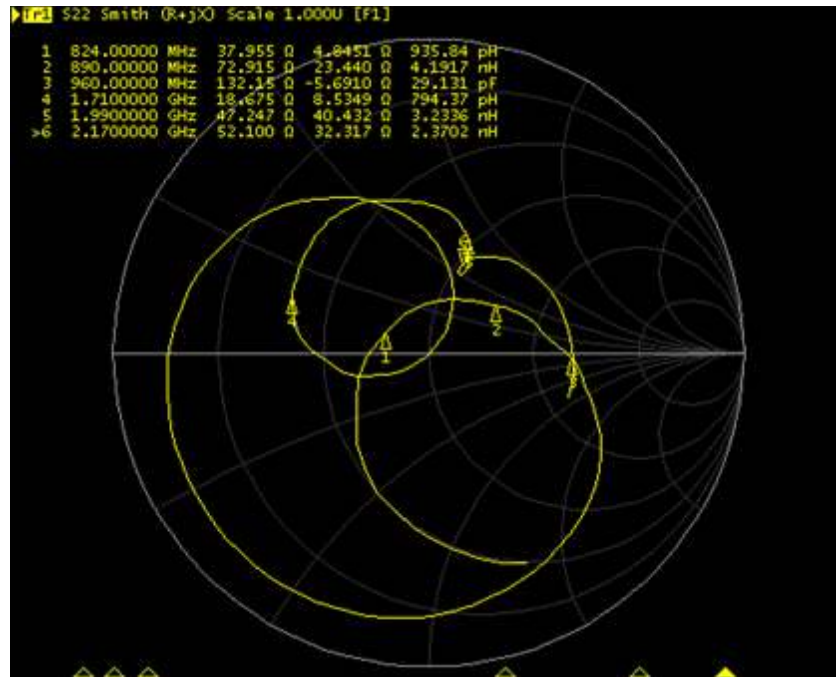 Tr1 S22 Smith (R+jX) Scale 1.000U [F1]
1 824.00000 MHz 37.955 Ω 4.8451 Ω 935.84 pH
2 890.00000 MHz 72.915 Ω 23.440 Ω 4.1917 nH
3 960.00000 MHz 132.15 Ω -5.6910 Ω 29.131 pF
4 1.7100000 GHz 18.675 Ω 8.5349 Ω 794.37 pH
5 1.9900000 GHz 47.247 Ω 40.432 Ω 3.2336 nH
>6 2.1700000 GHz 52.100 Ω 32.317 Ω 2.3702 nH
4
1
2